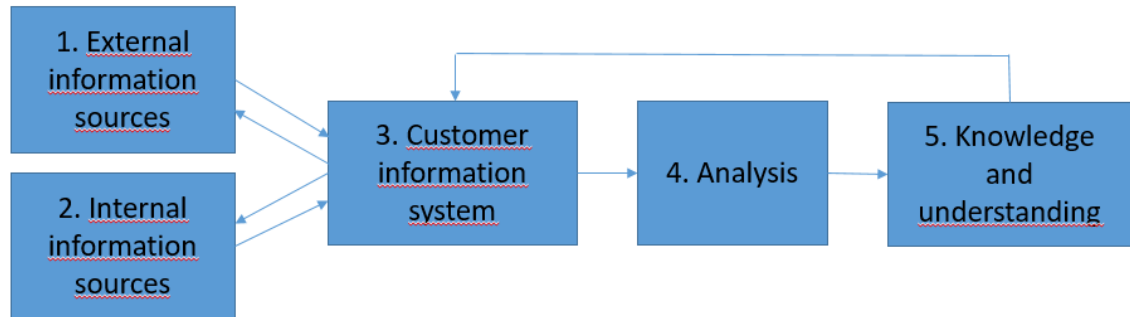 1. External
information
sources
2. Internal
information
sources
3. Customer
information
system
4. Analysis
5. Knowledge
and
understanding